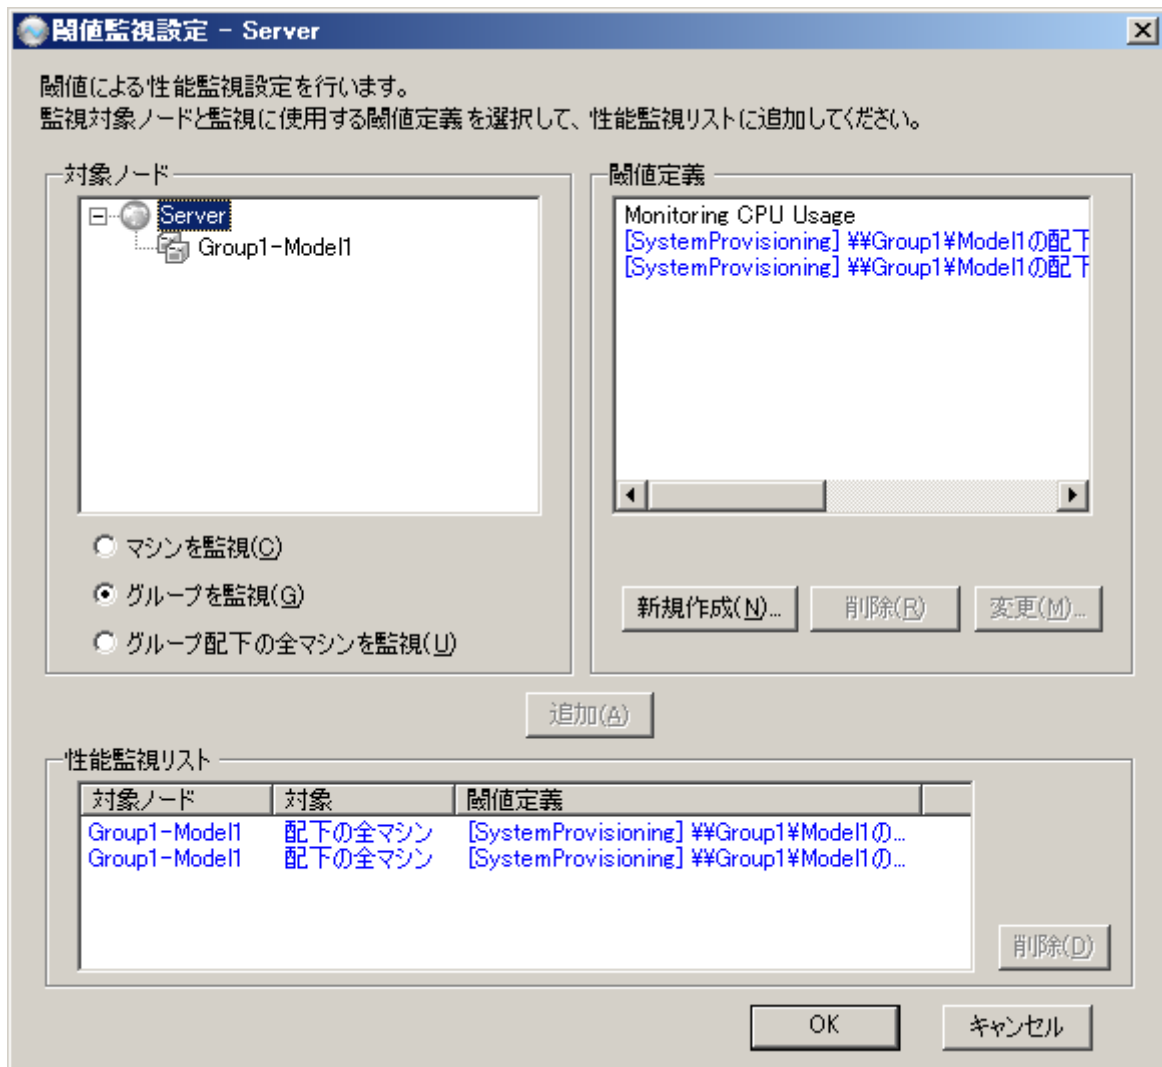 閾値監視設定 - Server
閾値による性能監視設定を行います。
監視対象ノードと監視に使用する閾値定義を選択して、性能監視リストに追加してください。
対象ノード
Server
Group1-Model1
マシンを監視(C)
グループを監視(G)
グループ配下の全マシンを監視(U)
閾値定義
Monitoring CPU Usage
[SystemProvisioning] ¥¥Group1¥Model1の配下
[SystemProvisioning] ¥¥Group1¥Model1の配下
新規作成(N)... 削除(R) 変更(M)...
追加(A)
性能監視リスト
対象ノード 対象 閾値定義
Group1-Model1 配下の全マシン [SystemProvisioning] ¥¥Group1¥Model1の...
Group1-Model1 配下の全マシン [SystemProvisioning] ¥¥Group1¥Model1の...
削除(D)
OK キャンセル